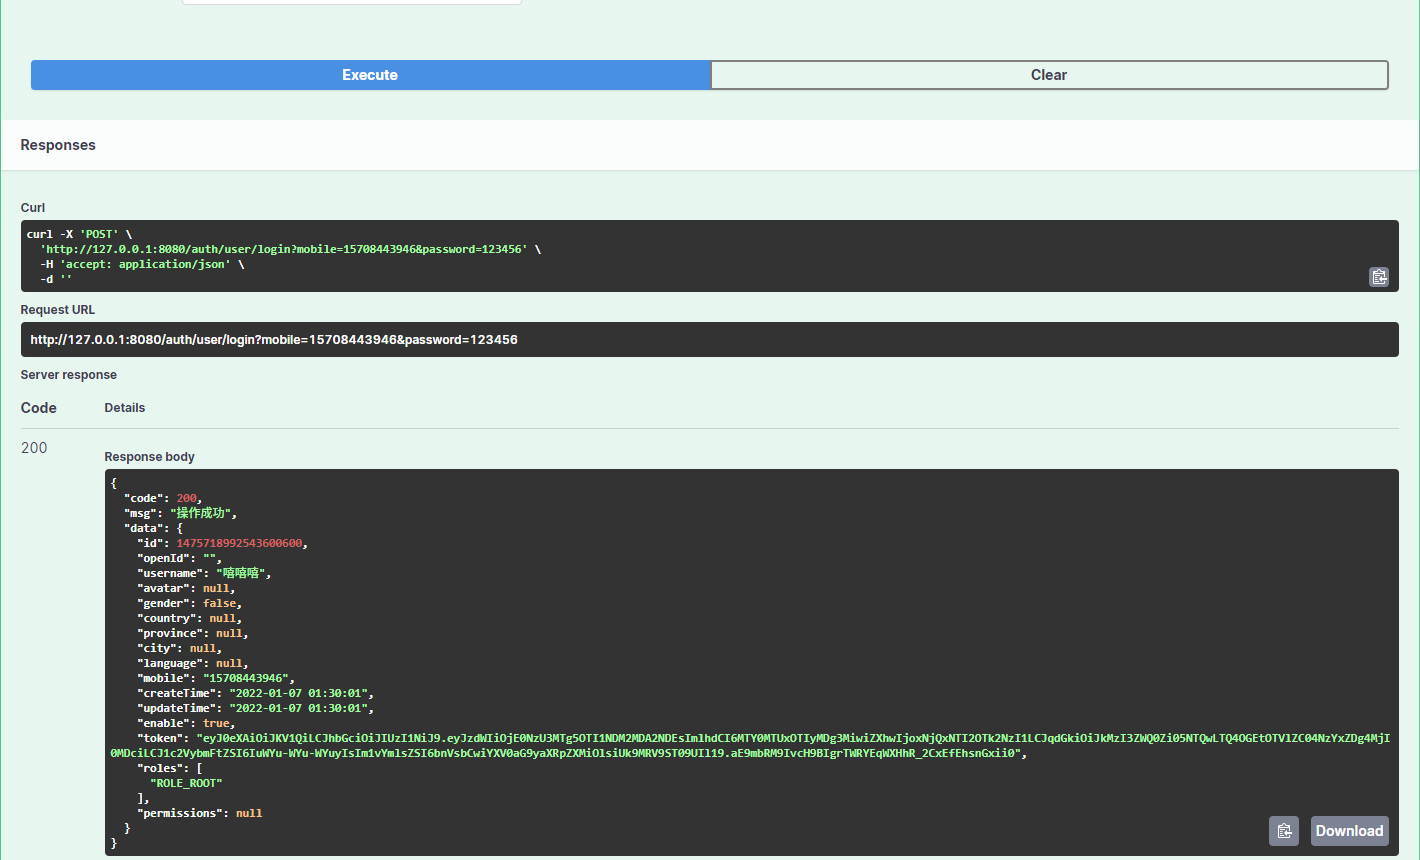 Execute
Clear
Responses
Curl
curl -X 'POST' \
'http://127.0.0.1:8080/auth/user/login?mobile=15708443946&password=123456' \
-H 'accept: application/json' \
-d ''
Request URL
http://127.0.0.1:8080/auth/user/login?mobile=15708443946&password=123456
Server response
Code
Details
200
Response body
{
"code": 200,
"msg": "操作成功",
"data": {
"id": 1475718992543600600,
"openId": "",
"username": "嘻嘻嘻",
"avatar": null,
"gender": false,
"country": null,
"province": null,
"city": null,
"language": null,
"mobile": "15708443946",
"createTime": "2022-01-07 01:30:01",
"updateTime": "2022-01-07 01:30:01",
"enable": true,
"token": "eyJ0eXAiOiJKV1QiLCJhbGciOiJIUzI1NiJ9.eyJzdWIiOjE0NzU3MTg5OTI1NDM2MDA2NDEsImlhdCI6MTY0MTUxOTIyMDg3MiwiZXhwIjoxNjQxNTI2OTk2NzI1LCJqdGkiOiJkMzI3ZWQ0Zi05NTQwLTQ4OGEtOTVlZC04NzYxZDg4MjI
0MDciLCJ1c2VybmFtZSI6IuWYu-WYu-WYuyIsIm1vYmlsZSI6bnVsbCwiYXV0aG9yaXRpZXMiOlsiUk9MRV9ST09UIl19.aE9mbRM9IvcH9BIgrTWRYEqWXHhR_2CxEfEhsnGxii0",
"roles": [
"ROLE_ROOT"
],
"permissions": null
}
}
Download